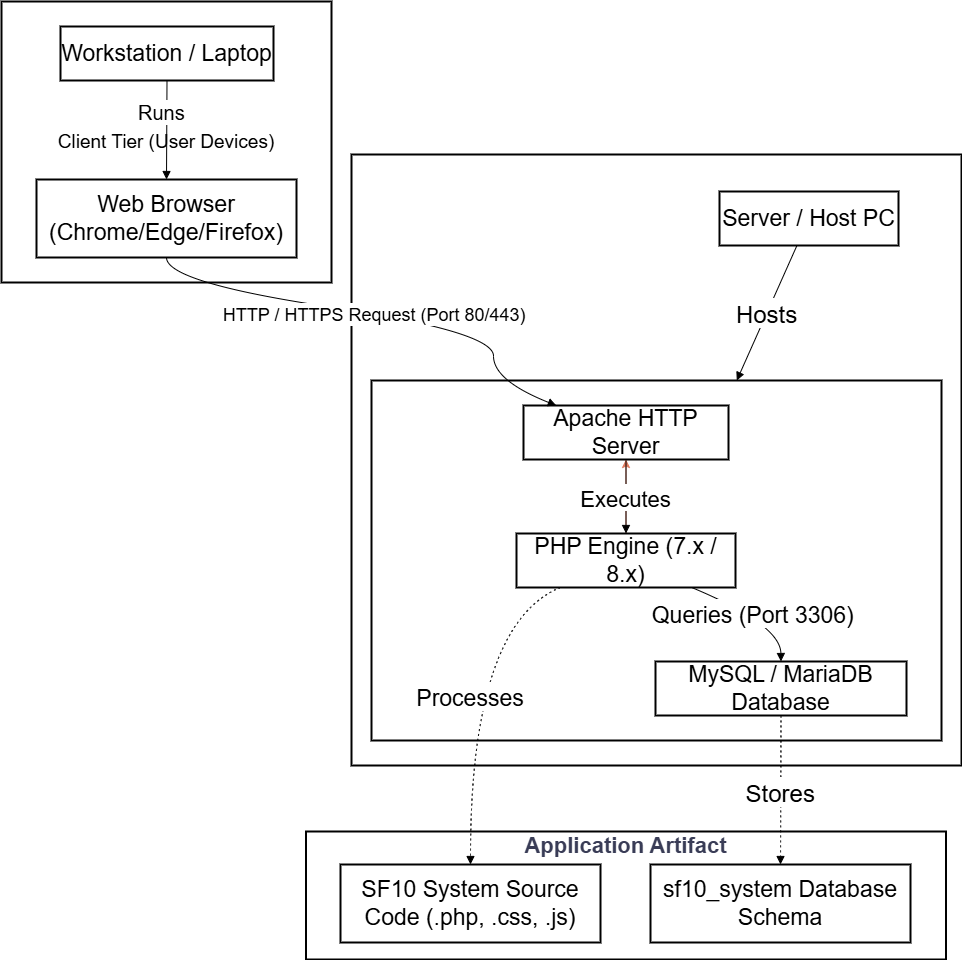 Workstation / Laptop
Runs
Client Tier (User Devices)
Web Browser
(Chrome/Edge/Firefox)
HTTP / HTTPS Request (Port 80/443)
Server / Host PC
Hosts
Apache HTTP
Server
Executes
PHP Engine (7.x /
8.x)
Queries (Port 3306)
MySQL / MariaDB
Database
Processes
Stores
Application Artifact
SF10 System Source
Code (.php, .css, .js)
sf10_system Database
Schema